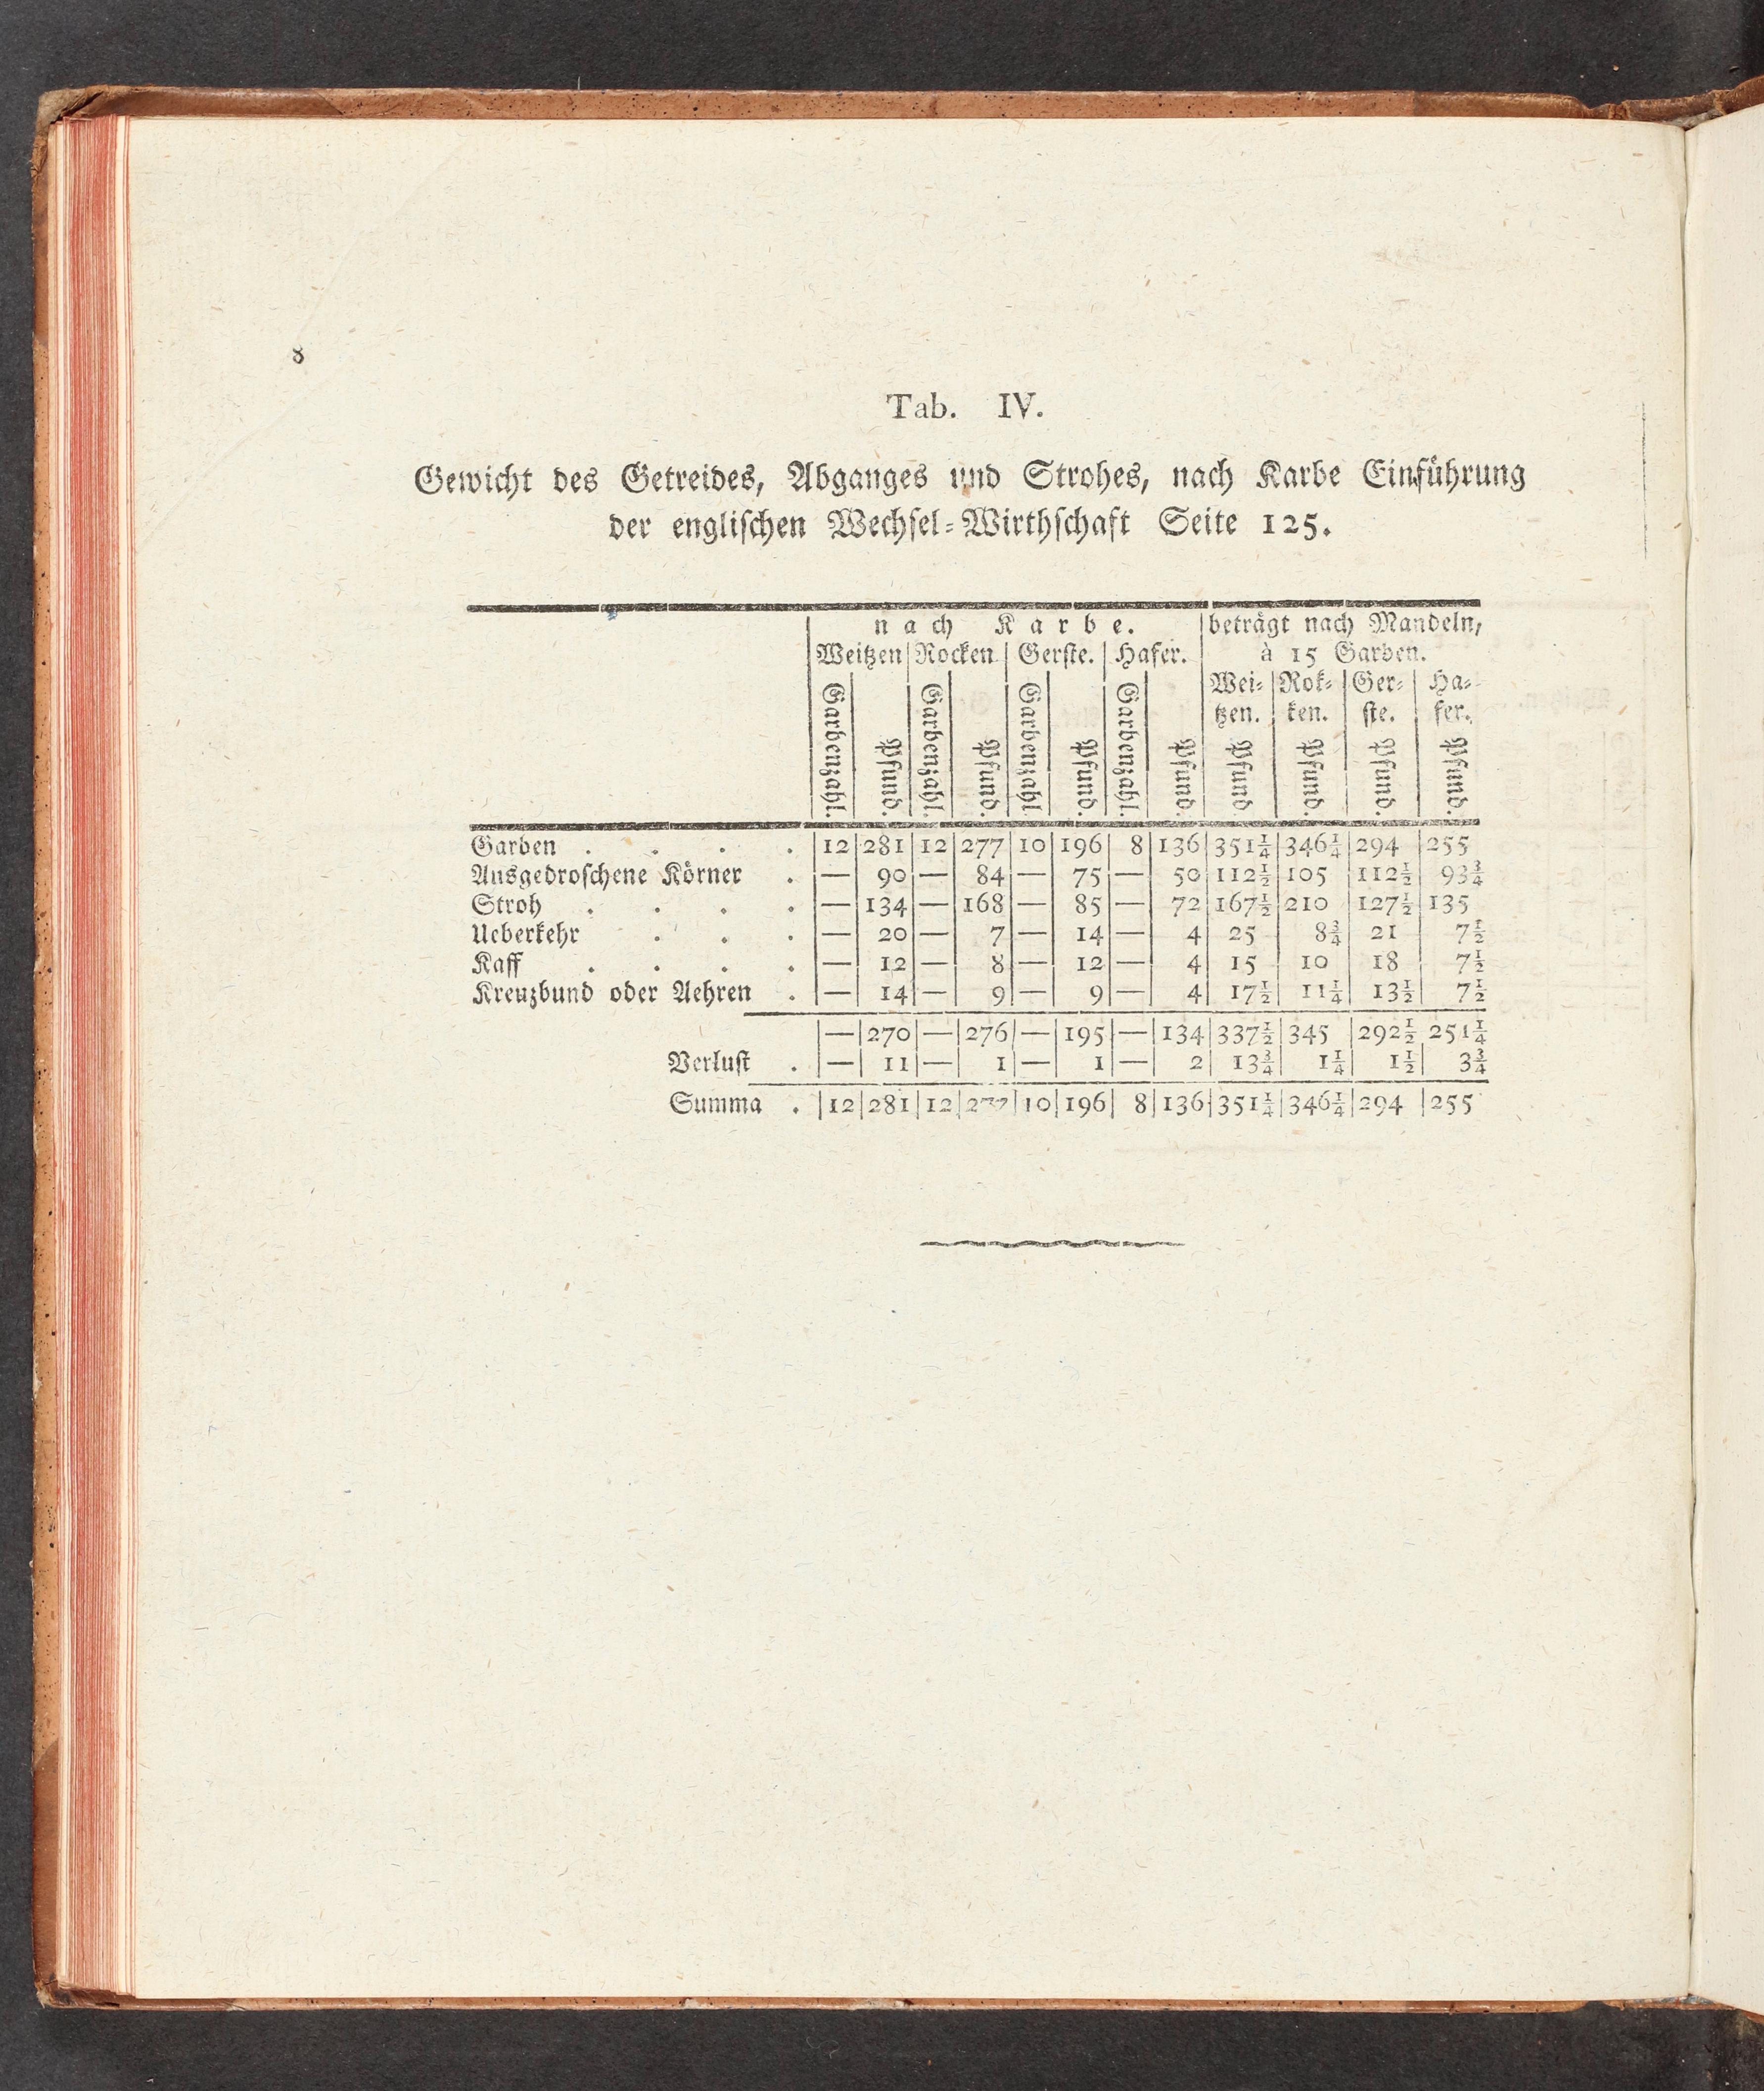 8
Tab. IV.
Gewicht des Getreides, Abganges und Strohes, nach Karbe Einführung
der englischen Wechsel-Wirthschaft Seite 125.
nach Karbe. beträgt nach Mandeln,
Weitzen Rocken Gerste. Hafer. à 15 Garben.
Wei- Rok- Ger- Ha-
tzen. ken. ste. fer.
Garbenzahl. Pfund. Garbenzahl. Pfund. Garbenzahl. Pfund. Garbenzahl. Pfund. Pfund. Pfund. Pfund. Pfund.
Garben . . . . 12 281 12 277 10 196 8 136 351¼ 346¼ 294 255
Ausgedroschene Körner . — 90 — 84 — 75 — 50 112½ 105 112½ 93¾
Stroh . . . . — 134 — 168 — 85 — 72 167½ 210 127½ 135
Ueberkehr . . . — 20 — 7 — 14 — 4 25 8¾ 21 7½
Kaff . . . . — 12 — 8 — 12 — 4 15 10 18 7½
Kreuzbund oder Aehren . — 14 — 9 — 9 — 4 17½ 11¼ 13½ 7½
— 270 — 276 — 195 — 134 337½ 345 292½ 251¼
Verlust . — 11 — 1 — 1 — 2 13¾ 1¼ 1½ 3¾
Summa . 12 281 12 277 10 196 8 136 351¼ 346¼ 294 255